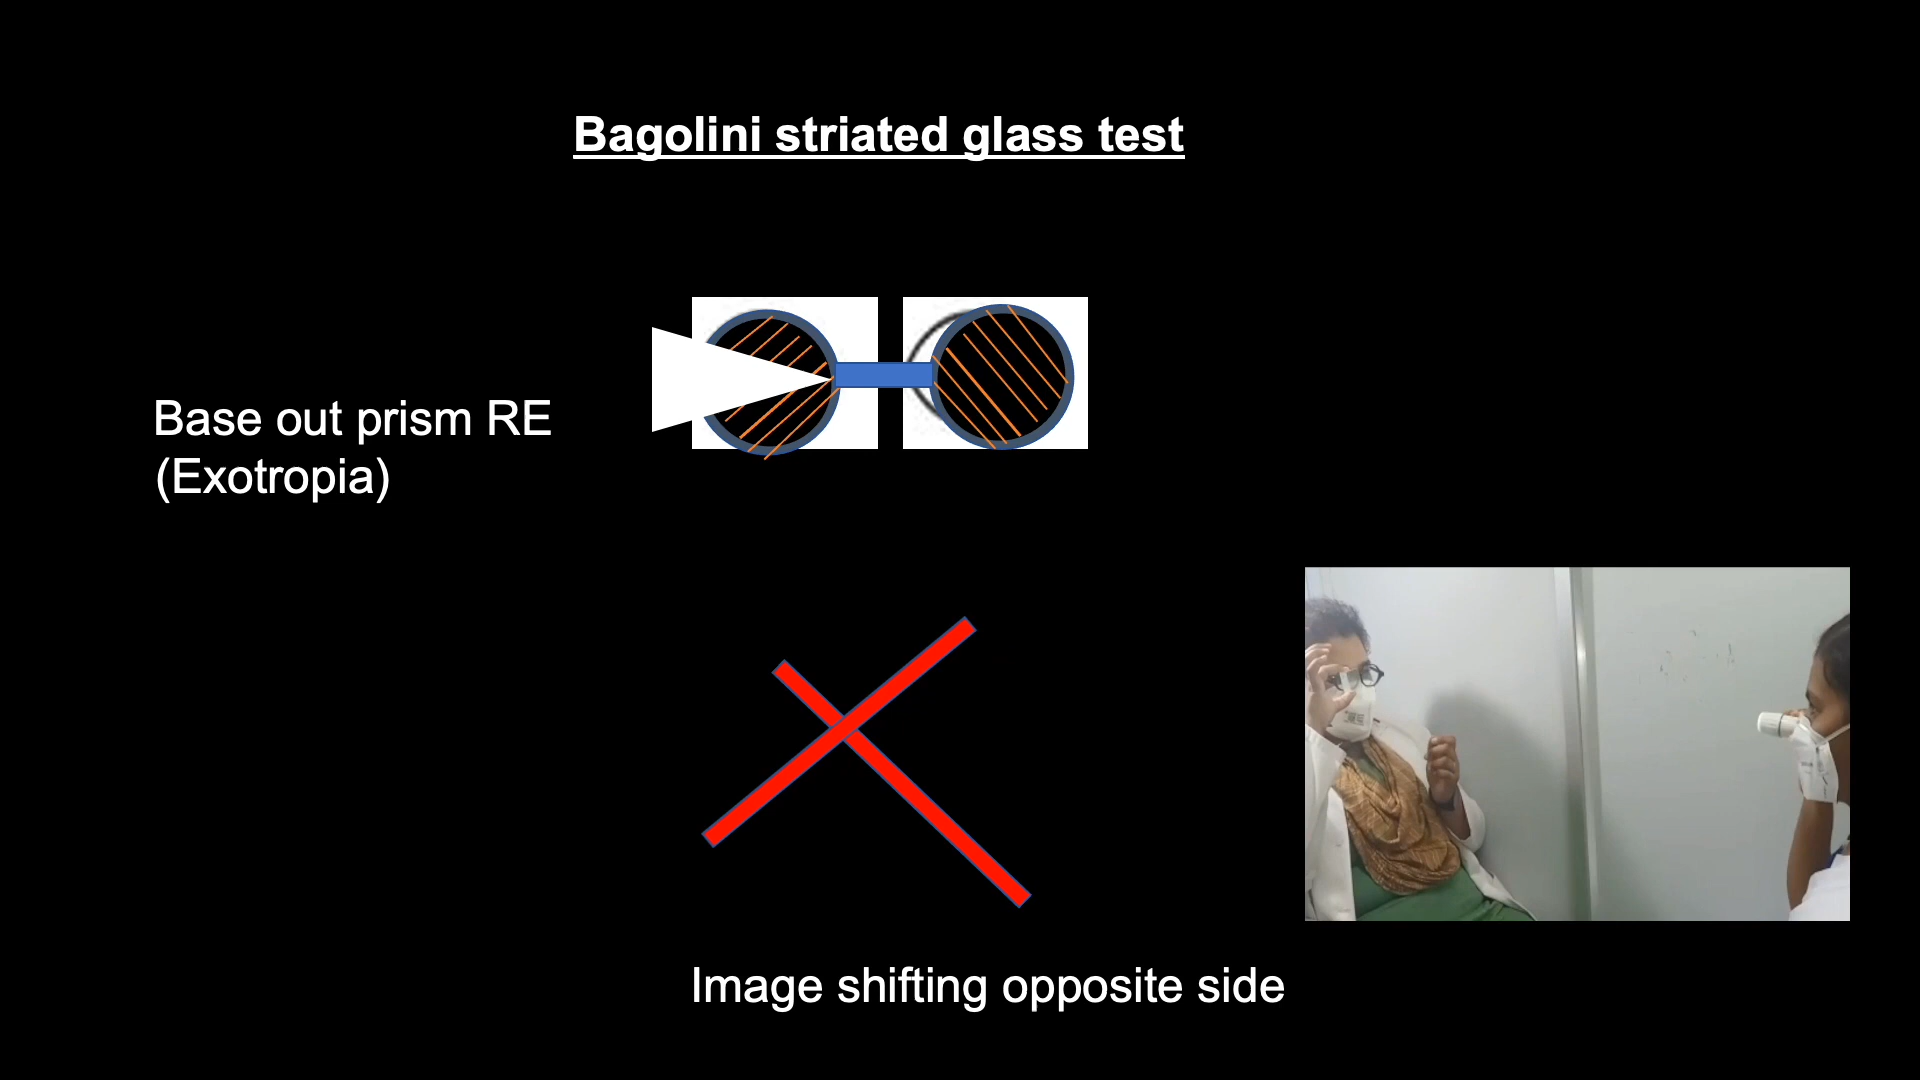 Bagolini striated glass test
Base out prism RE
(Exotropia)
Image shifting opposite side